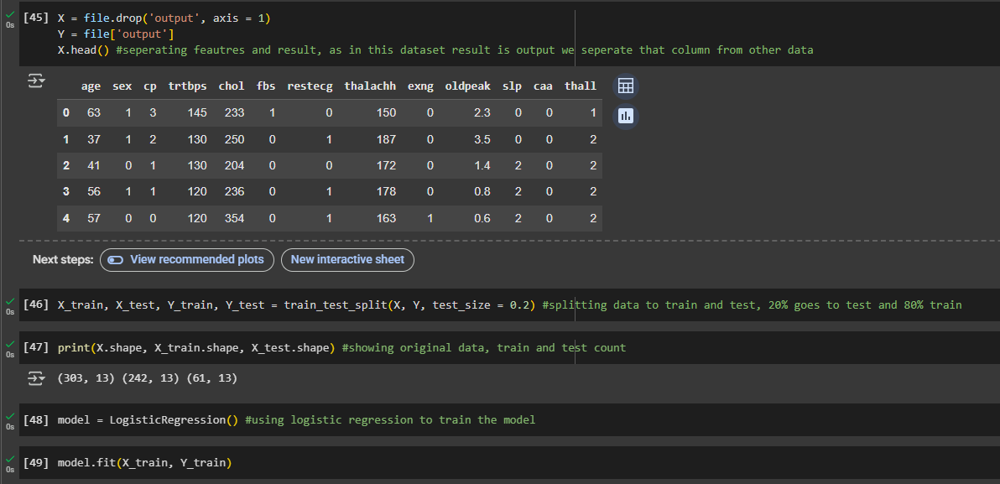 [45] X = file.drop('output', axis = 1)
0s
Y = file['output']
X.head() #seperating feautres and result, as in this dataset result is output we seperate that column from other data
age sex cp trtbps chol fbs restecg thalachh exng oldpeak slp caa thall
0 63 1 3 145 233 1 0 150 0 2.3 0 0 1
1 37 1 2 130 250 0 1 187 0 3.5 0 0 2
2 41 0 1 130 204 0 0 172 0 1.4 2 0 2
3 56 1 1 120 236 0 1 178 0 0.8 2 0 2
4 57 0 0 120 354 0 1 163 1 0.6 2 0 2
Next steps: View recommended plots New interactive sheet
[46] X_train, X_test, Y_train, Y_test = train_test_split(X, Y, test_size = 0.2) #splitting data to train and test, 20% goes to test and 80% train
0s
[47] print(X.shape, X_train.shape, X_test.shape) #showing original data, train and test count
0s
(303, 13) (242, 13) (61, 13)
[48] model = LogisticRegression() #using logistic regression to train the model
0s
[49] model.fit(X_train, Y_train)
0s